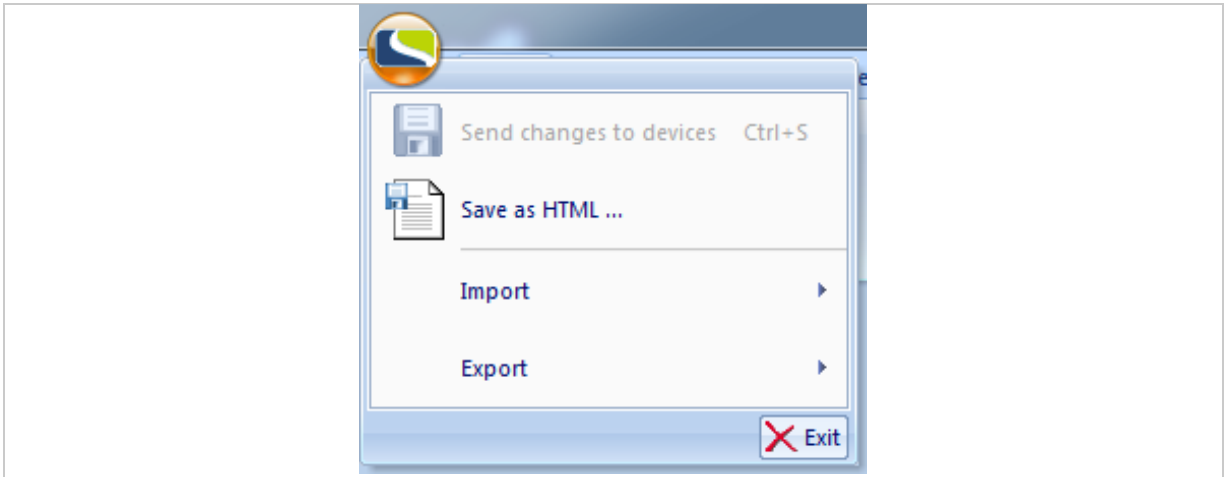 Send changes to devices Ctrl+S
Save as HTML ...
Import
Export
Exit